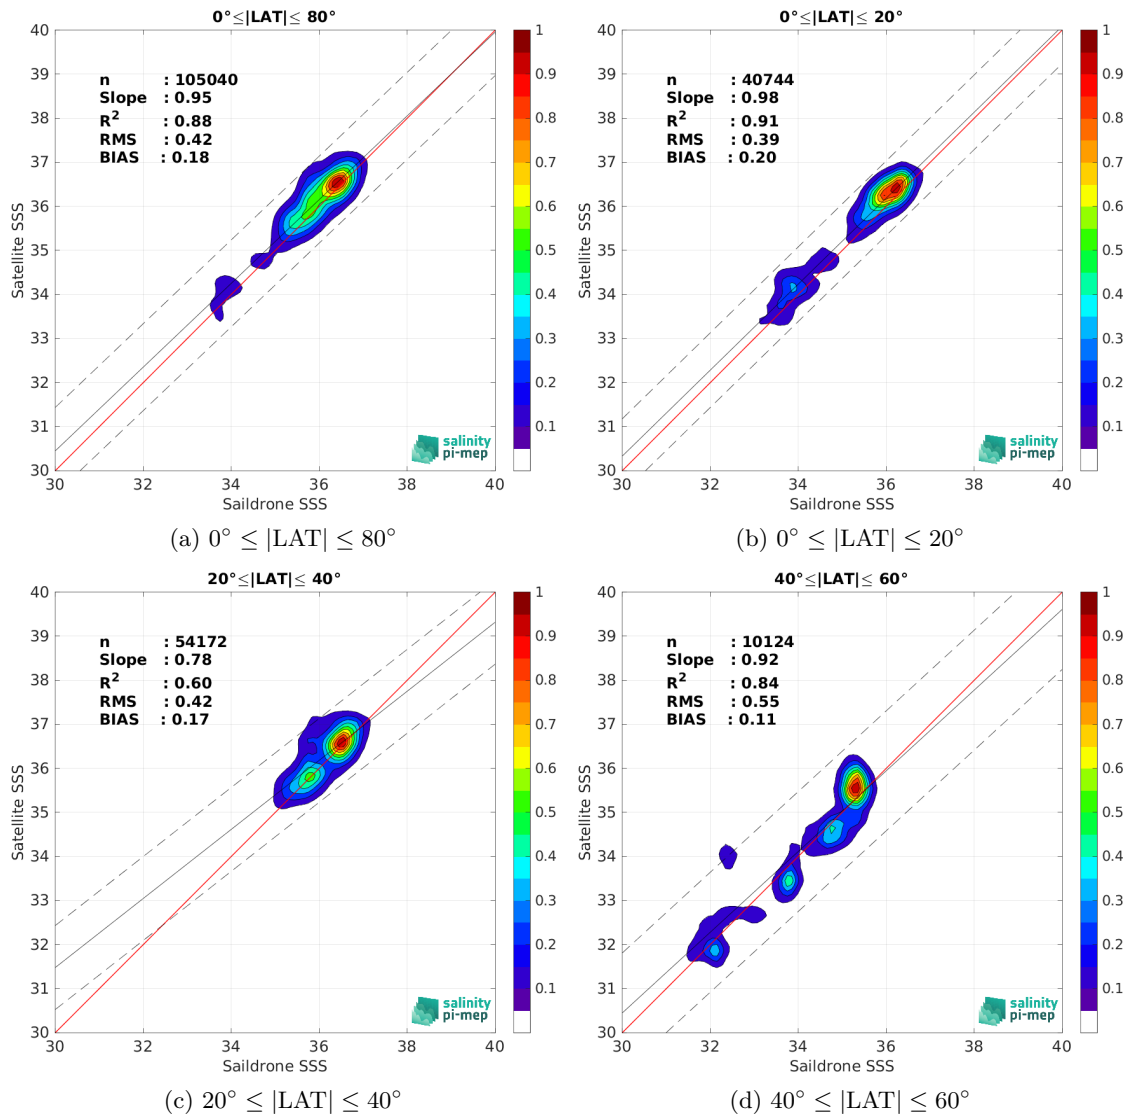 0°≤|LAT|≤ 80°
40
39
38
37
36
35
34
33
32
31
30
Satellite SSS
n : 105040
Slope : 0.95
R² : 0.88
RMS : 0.42
BIAS : 0.18
salinity
pi-mep
30 32 34 36 38 40
Saildrone SSS
1
0.9
0.8
0.7
0.6
0.5
0.4
0.3
0.2
0.1
(a) 0° ≤ |LAT| ≤ 80°
0°≤|LAT|≤ 20°
40
39
38
37
36
35
34
33
32
31
30
Satellite SSS
n : 40744
Slope : 0.98
R² : 0.91
RMS : 0.39
BIAS : 0.20
salinity
pi-mep
30 32 34 36 38 40
Saildrone SSS
1
0.9
0.8
0.7
0.6
0.5
0.4
0.3
0.2
0.1
(b) 0° ≤ |LAT| ≤ 20°
20°≤|LAT|≤ 40°
40
39
38
37
36
35
34
33
32
31
30
Satellite SSS
n : 54172
Slope : 0.78
R² : 0.60
RMS : 0.42
BIAS : 0.17
salinity
pi-mep
30 32 34 36 38 40
Saildrone SSS
1
0.9
0.8
0.7
0.6
0.5
0.4
0.3
0.2
0.1
(c) 20° ≤ |LAT| ≤ 40°
40°≤|LAT|≤ 60°
40
39
38
37
36
35
34
33
32
31
30
Satellite SSS
n : 10124
Slope : 0.92
R² : 0.84
RMS : 0.55
BIAS : 0.11
salinity
pi-mep
30 32 34 36 38 40
Saildrone SSS
1
0.9
0.8
0.7
0.6
0.5
0.4
0.3
0.2
0.1
(d) 40° ≤ |LAT| ≤ 60°